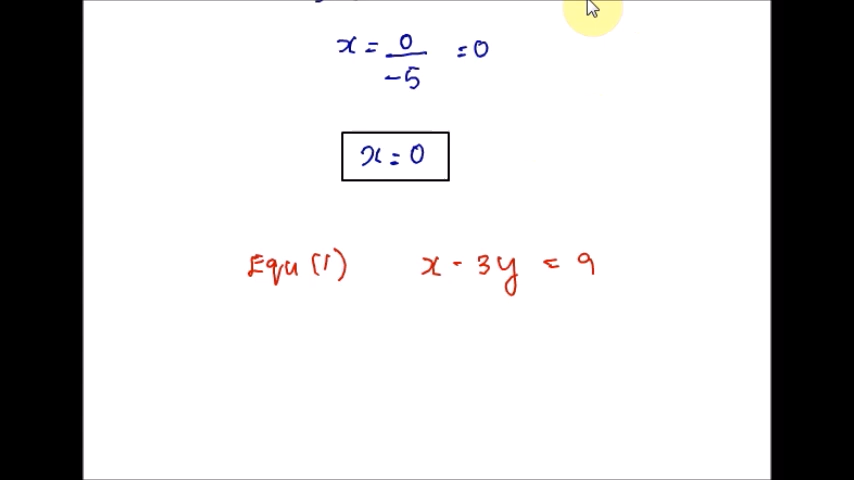 x = 0/-5 = 0
x = 0
Equ (1) x - 3y = 9